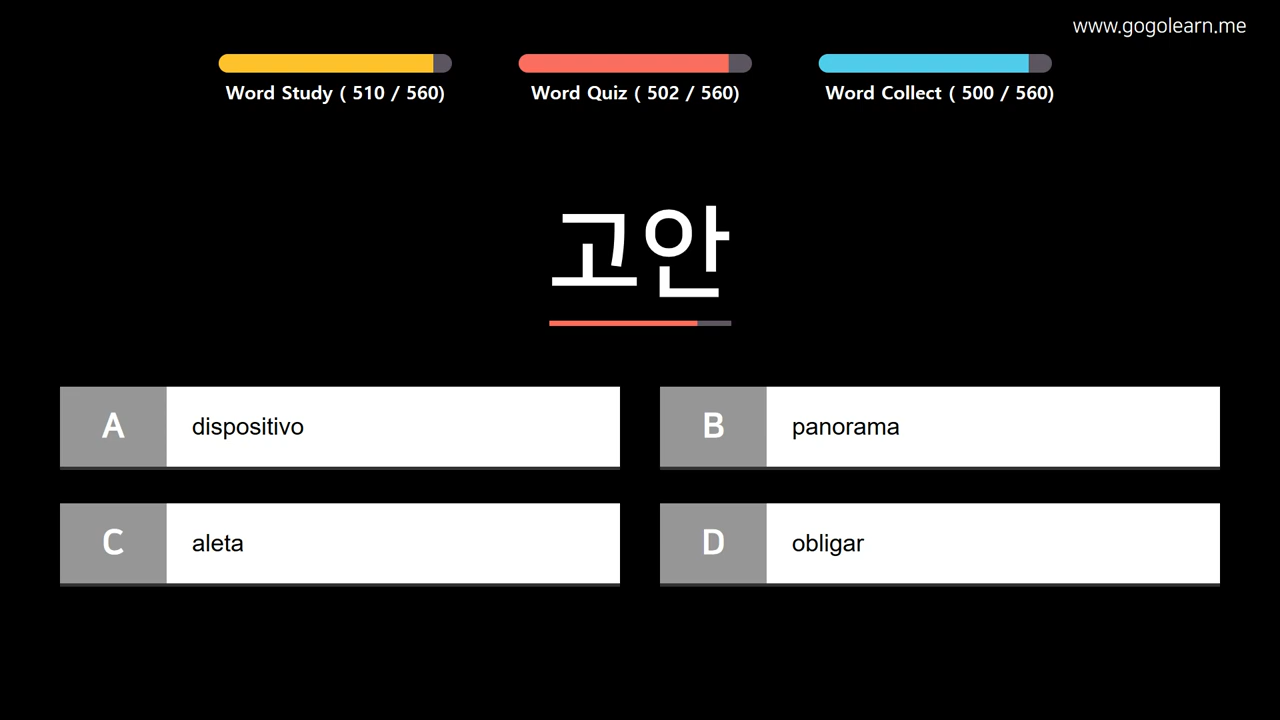 www.gogolearn.me
Word Study ( 510 / 560)
Word Quiz ( 502 / 560)
Word Collect ( 500 / 560)
고안
A dispositivo
B panorama
C aleta
D obligar